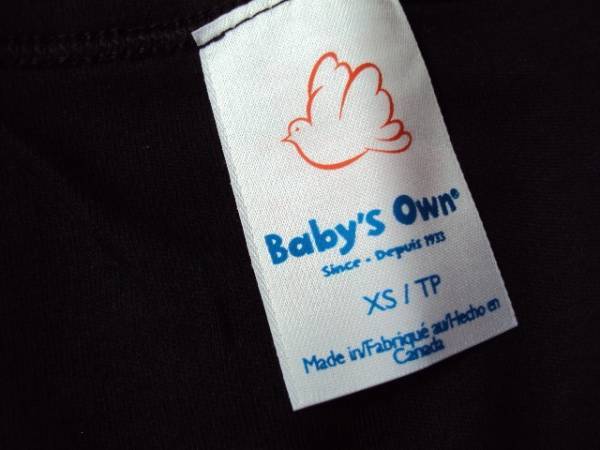 Baby's Own®
Since - Depuis 1933
XS / TP
Made in/Fabriqué au/Hecho en
Canada